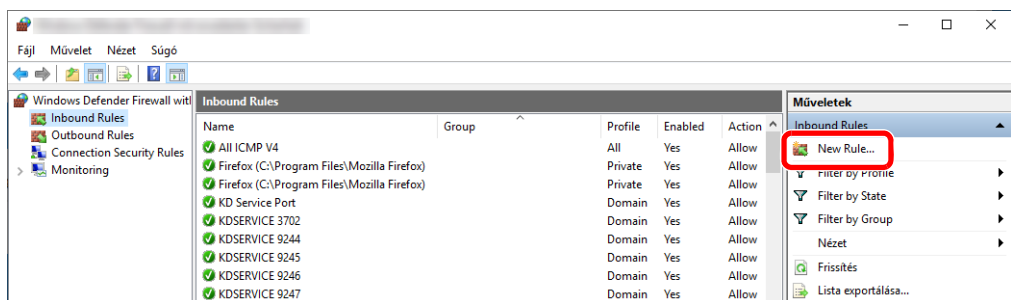 Fájl Művelet Nézet Súgó
Windows Defender Firewall witl
Inbound Rules
Outbound Rules
Connection Security Rules
Monitoring
Inbound Rules
Name Group Profile Enabled Action
All ICMP V4 All Yes Allow
Firefox (C:\Program Files\Mozilla Firefox) Private Yes Allow
Firefox (C:\Program Files\Mozilla Firefox) Private Yes Allow
KD Service Port Domain Yes Allow
KDSERVICE 3702 Domain Yes Allow
KDSERVICE 9244 Domain Yes Allow
KDSERVICE 9245 Domain Yes Allow
KDSERVICE 9246 Domain Yes Allow
KDSERVICE 9247 Domain Yes Allow
Műveletek
Inbound Rules
New Rule...
Filter by Profile
Filter by State
Filter by Group
Nézet
Frissítés
Lista exportálása...